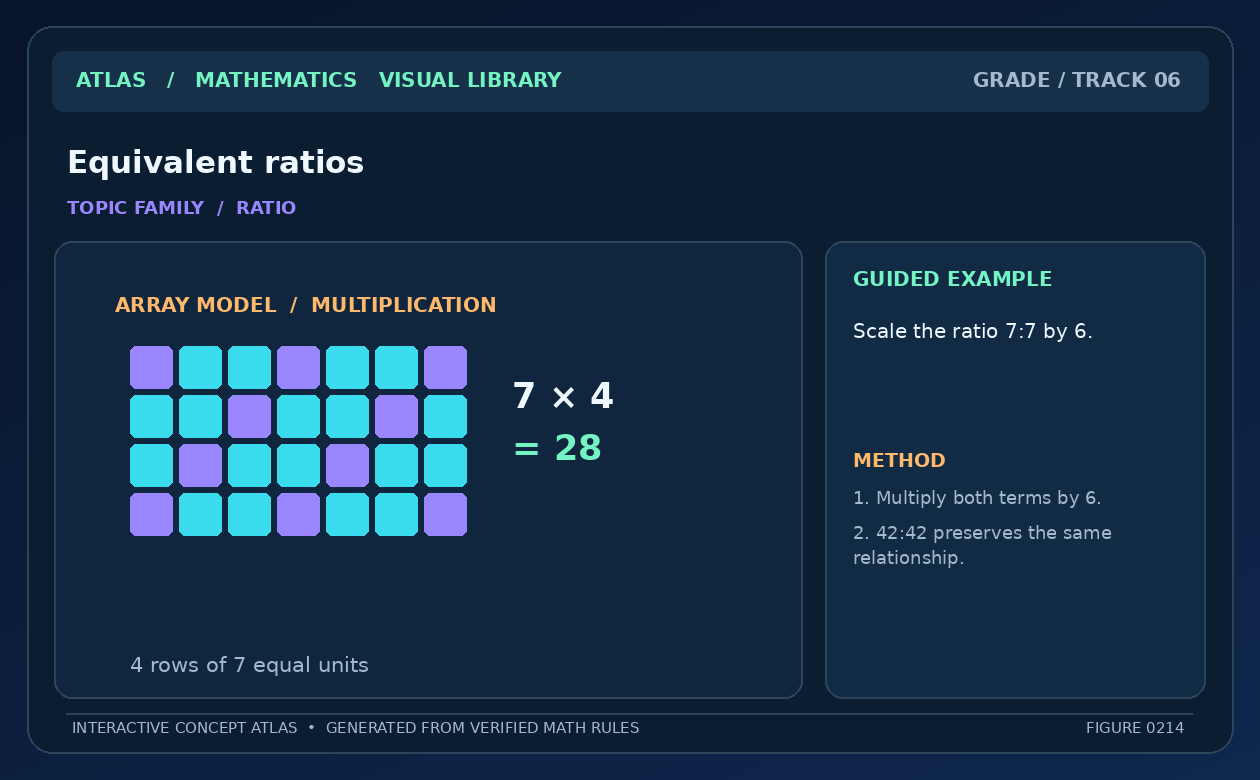 ATLAS / MATHEMATICS VISUAL LIBRARY
GRADE / TRACK 06
Equivalent ratios
TOPIC FAMILY / RATIO
ARRAY MODEL / MULTIPLICATION
7 × 4
= 28
4 rows of 7 equal units
GUIDED EXAMPLE
Scale the ratio 7:7 by 6.
METHOD
1. Multiply both terms by 6.
2. 42:42 preserves the same
relationship.
INTERACTIVE CONCEPT ATLAS • GENERATED FROM VERIFIED MATH RULES
FIGURE 0214